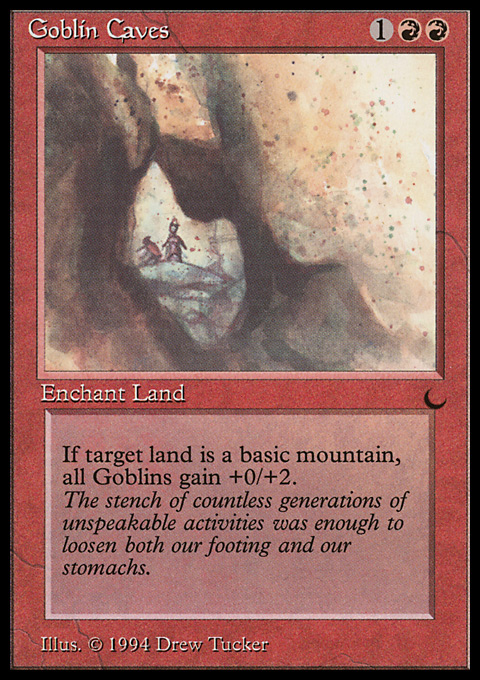 Goblin Caves
1
Enchant Land
If target land is a basic mountain,
all Goblins gain +0/+2.
The stench of countless generations of
unspeakable activities was enough to
loosen both our footing and our
stomachs.
Illus. © 1994 Drew Tucker